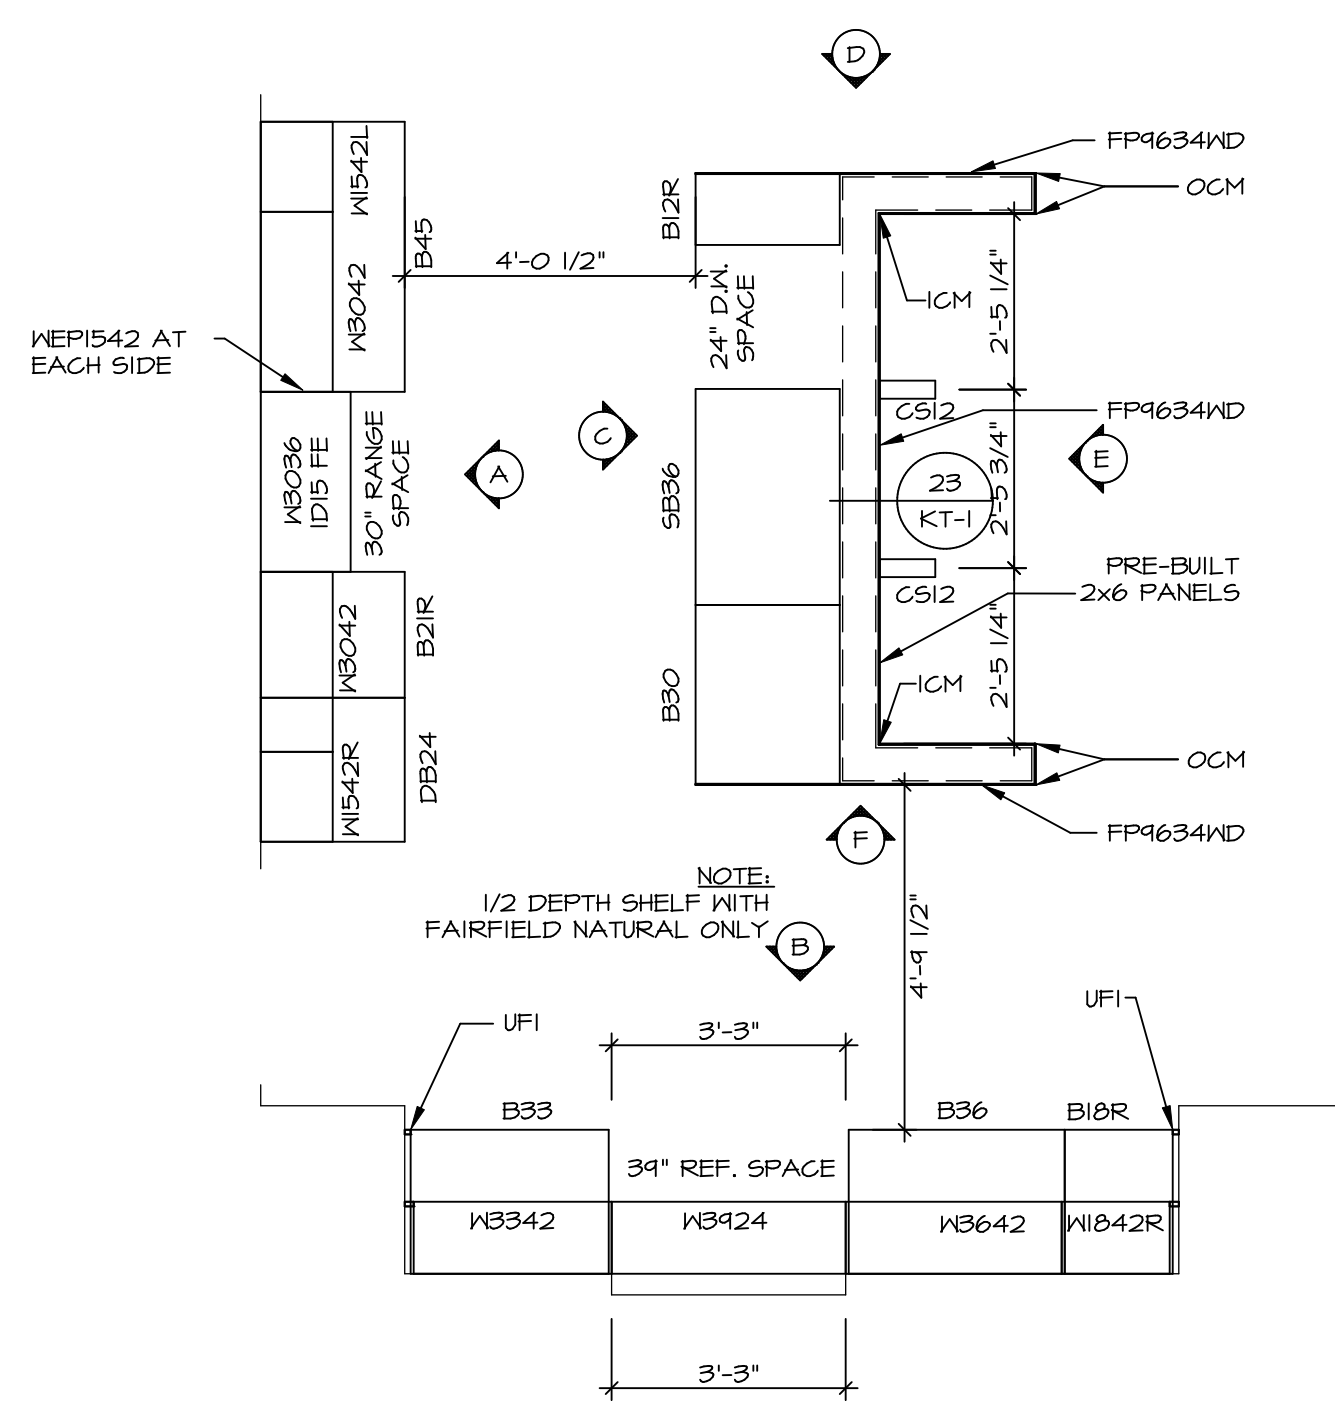 D
FP9634WD
OCM
W1542L
B12R
B45
4'-0 1/2"
W3042
24" D.W.
SPACE
ICM
2'-5 1/4"
WEP1542 AT
EACH SIDE
CS12
FP9634WD
C
A
E
W3036
1D15 FE
30" RANGE
SPACE
SB36
23
KT-1
2'-5 3/4"
PRE-BUILT
2x6 PANELS
CS12
W3042
B21R
B30
ICM
2'-5 1/4"
W1542R
DB24
OCM
F
FP9634WD
NOTE:
1/2 DEPTH SHELF WITH
FAIRFIELD NATURAL ONLY
B
4'-9 1/2"
UF1
UF1
3'-3"
B33
B36
B18R
39" REF. SPACE
W3342
W3924
W3642
W1842R
3'-3"